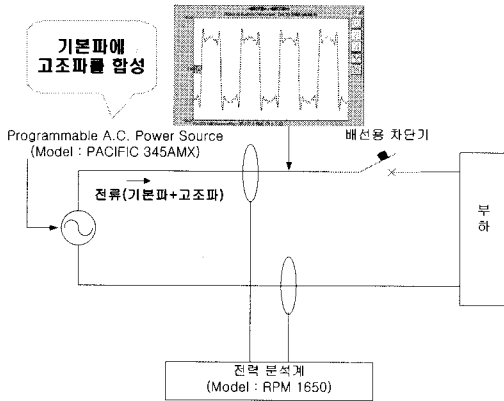 기본파에
고조파를 합성
Programmable A.C. Power Source
(Model : PACIFIC 345AMX)
배선용 차단기
전류(기본파+고조파)
부
하
전력 분석계
(Model : RPM 1650)